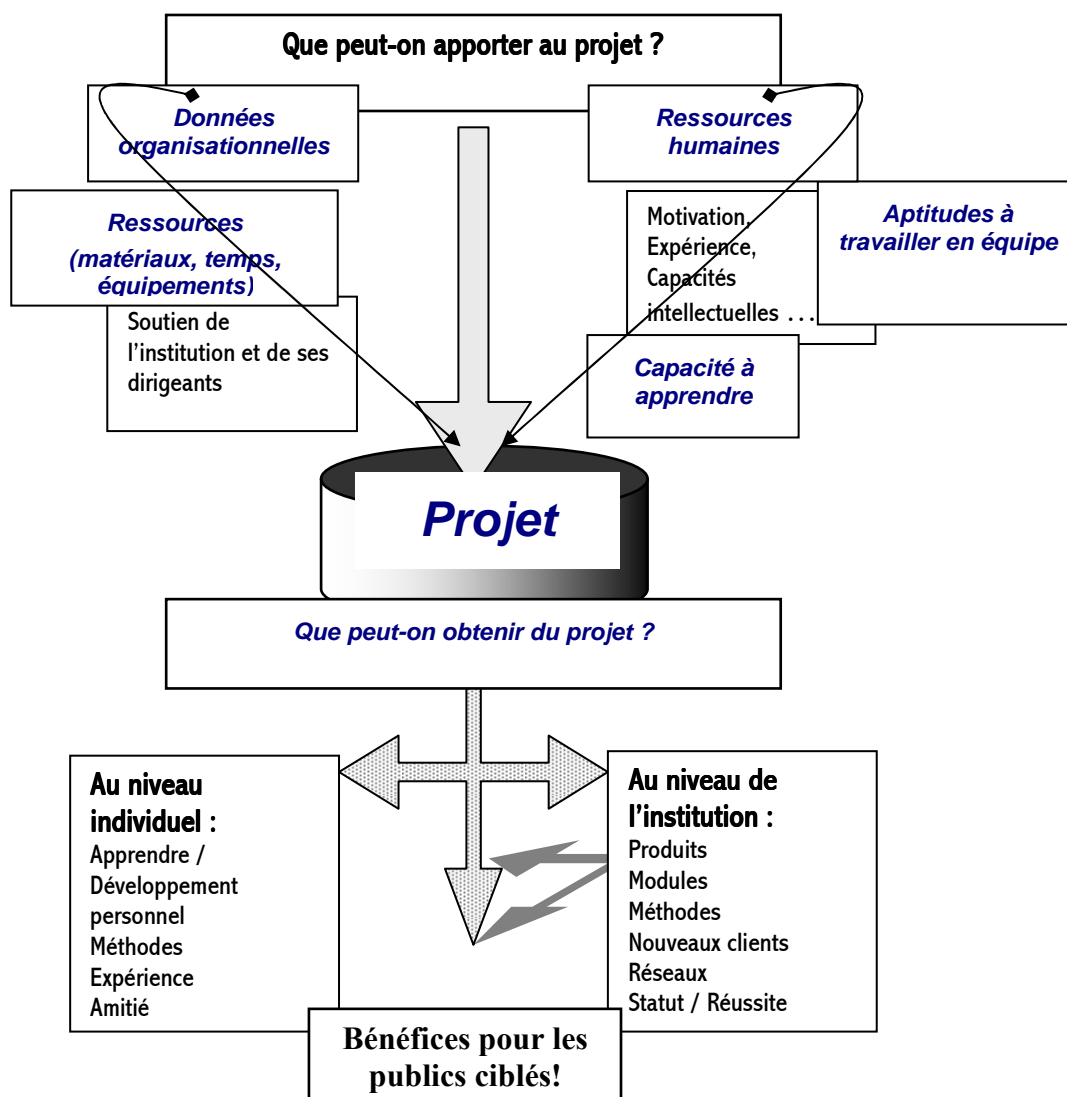 Que peut-on apporter au projet ?
Données
organisationnelles
Ressources
humaines
Ressources
(matériaux, temps,
équipements)
Motivation,
Expérience,
Capacités
intellectuelles …
Aptitudes à
travailler en équipe
Soutien de
l'institution et de ses
dirigeants
Capacité à
apprendre
Projet
Que peut-on obtenir du projet ?
Au niveau
individuel :
Apprendre /
Développement
personnel
Méthodes
Expérience
Amitié
Au niveau de
l'institution :
Produits
Modules
Méthodes
Nouveaux clients
Réseaux
Statut / Réussite
Bénéfices pour les
publics ciblés!